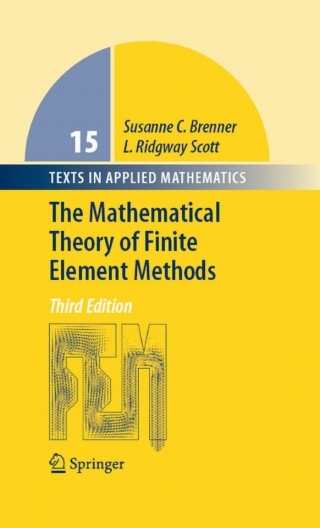 15
Susanne C. Brenner
L. Ridgway Scott
TEXTS IN APPLIED MATHEMATICS
The Mathematical
Theory of Finite
Element Methods
Third Edition
FEM
Springer